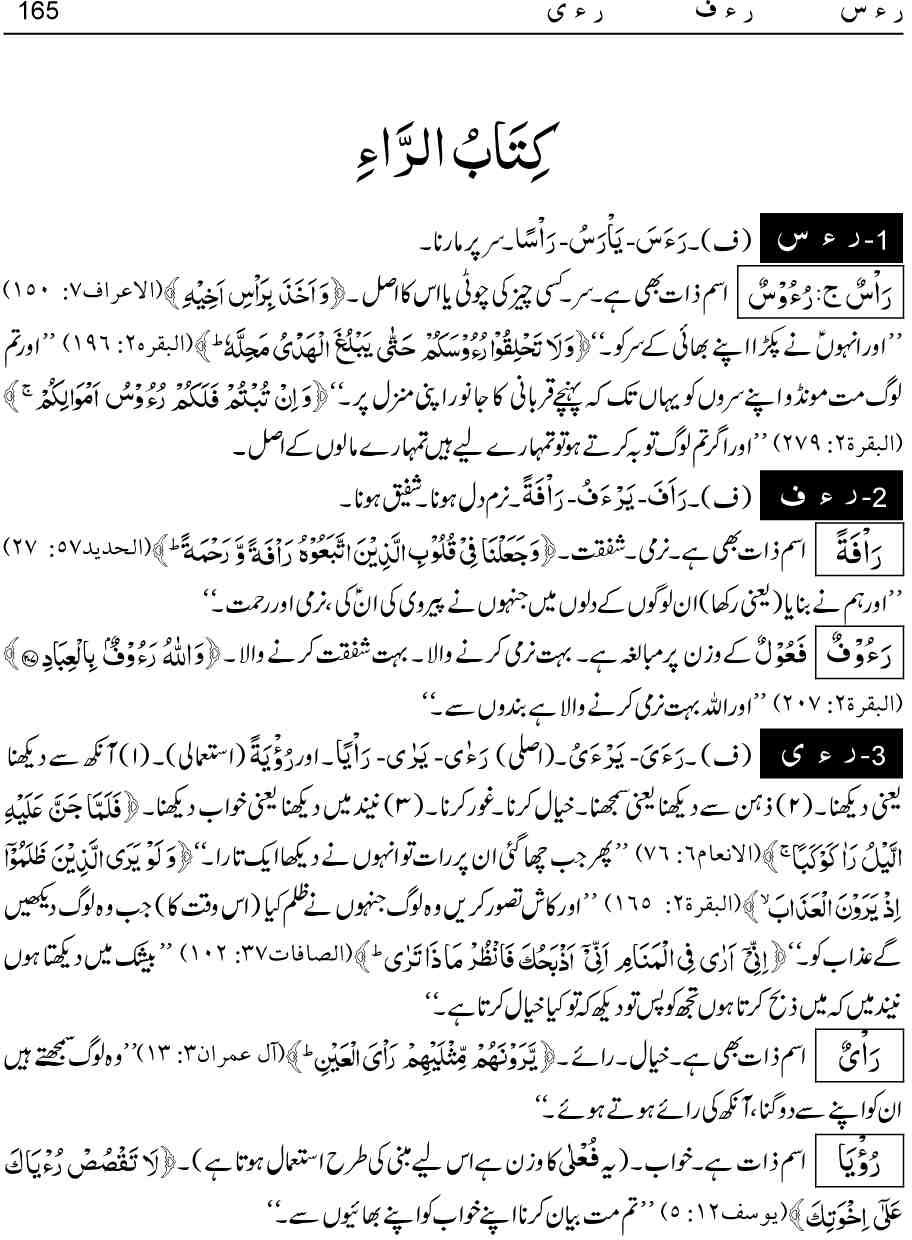 ر ء س ر ء ف ر ء ی 165
کِتَابُ الرَّاءِ
1- ر ء س (ف)۔رَءَسَ- یَاْرَسُ- رَاْسًا۔سر پر مارنا۔
رَاْسٌ ج: رُءُوْسٌ اسم ذات بھی ہے۔سر۔کسی چیز کی چوٹی یا اس کا اصل۔﴿وَ اَخَذَ بِرَاْسِ اَخِیْهِ﴾(الاعراف۷: ۱۵۰)
’’اور انہوںؑ نے پکڑا اپنے بھائی کے سر کو۔‘‘﴿وَلَا تَحْلِقُوْا رُءُوْسَکُمْ حَتّٰی یَبْلُغَ الْهَدْیُ مَحِلَّهٗ ؕ﴾(البقرہ۲: ۱۹۶) ’’اور تم
لوگ مت مونڈو اپنے سروں کو یہاں تک کہ پہنچے قربانی کا جانور اپنی منزل پر۔‘‘﴿وَ اِنْ تُبْتُمْ فَلَکُمْ رُءُوْسُ اَمْوَالِکُمْ ۚ﴾
(البقرۃ۲: ۲۷۹) ’’اور اگر تم لوگ توبہ کرتے ہو تو تمہارے لیے ہیں تمہارے مالوں کے اصل۔
2- ر ء ف (ف)۔رَاَفَ- یَرْءَفُ- رَاْفَةً۔نرم دل ہونا۔شفیق ہونا۔
رَاْفَةً اسم ذات بھی ہے۔نرمی۔شفقت۔﴿وَجَعَلْنَا فِیْ قُلُوْبِ الَّذِیْنَ اتَّبَعُوْهُ رَاْفَةً وَّ رَحْمَةً ؕ﴾(الحدید۵۷: ۲۷)
’’اور ہم نے بنایا (یعنی رکھا) ان لوگوں کے دلوں میں جنہوں نے پیروی کی انؑ کی، نرمی اور رحمت۔‘‘
رَءُوْفٌ فَعُوْلٌ کے وزن پر مبالغہ ہے۔ بہت نرمی کرنے والا۔ بہت شفقت کرنے والا۔﴿وَاللّٰهُ رَءُوْفٌۢ بِالْعِبَادِ ۲۰۷﴾
(البقرۃ۲: ۲۰۷) ’’اور اللہ بہت نرمی کرنے والا ہے بندوں سے۔‘‘
3- ر ء ی (ف)۔رَءَیَ- یَرْءَیُ۔(اصلی) رَءٰی- یَرٰی- رَاْیًا۔اور رُؤْیَةً (استعمالی)۔(۱) آنکھ سے دیکھنا
یعنی دیکھنا۔(۲) ذہن سے دیکھنا یعنی سمجھنا۔خیال کرنا۔غور کرنا۔(۳) نیند میں دیکھنا یعنی خواب دیکھنا۔﴿فَلَمَّا جَنَّ عَلَیْهِ
الَّیْلُ رَاٰ کَوْکَبًا ۚ﴾(الانعام۶: ۷۶) ’’پھر جب چھا گئی ان پر رات تو انہوں نے دیکھا ایک تارا۔‘‘﴿وَ لَوْ یَرَی الَّذِیْنَ ظَلَمُوْۤا
اِذْ یَرَوْنَ الْعَذَابَ ۙ﴾(البقرۃ۲: ۱۶۵) ’’اور کاش تصور کریں وہ لوگ جنہوں نے ظلم کیا (اس وقت کا) جب وہ لوگ دیکھیں
گے عذاب کو۔‘‘﴿اِنِّیْۤ اَرٰی فِی الْمَنَامِ اَنِّیْۤ اَذْبَحُكَ فَانْظُرْ مَا ذَا تَرٰی ؕ﴾(الصافات۳۷: ۱۰۲) ’’بیشک میں دیکھتا ہوں
نیند میں کہ میں ذبح کرتا ہوں تجھ کو پس تو دیکھ کہ تو کیا خیال کرتا ہے۔‘‘
رَاْیٌ اسم ذات بھی ہے۔خیال۔رائے۔﴿یَّرَوْنَهُمْ مِّثْلَیْهِمْ رَاْیَ الْعَیْنِ ؕ﴾(آل عمران۳: ۱۳) ’’وہ لوگ سمجھتے ہیں
ان کو اپنے سے دوگنا، آنکھ کی رائے ہوتے ہوئے۔‘‘
رُؤْیَا اسم ذات ہے۔خواب۔(یہ فُعْلٰی کا وزن ہے اس لیے مبنی کی طرح استعمال ہوتا ہے)۔﴿لَا تَقْصُصْ رُءْیَاكَ
عَلٰۤی اِخْوَتِكَ﴾(یوسف۱۲: ۵) ’’تم مت بیان کرنا اپنے خواب کو اپنے بھائیوں سے۔‘‘